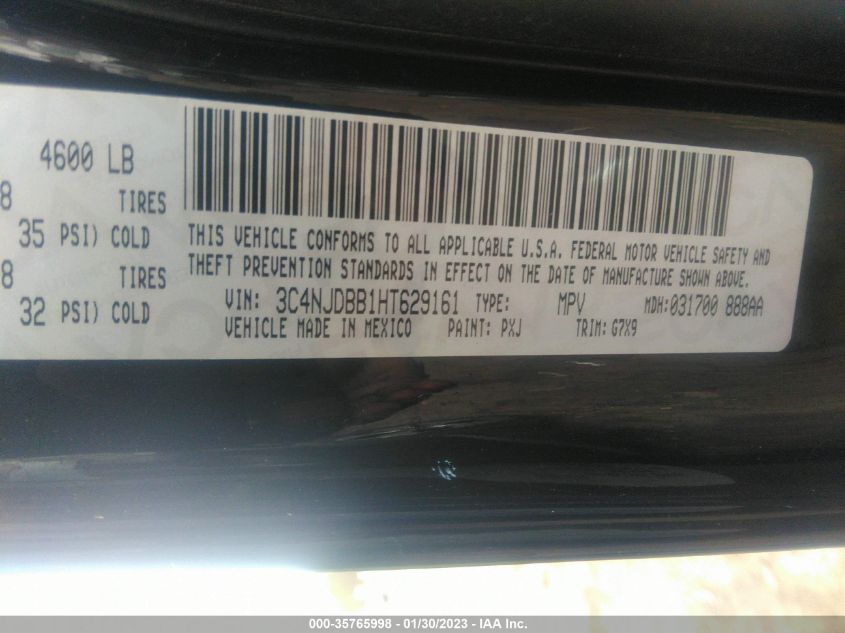 4600 LB
8 TIRES
35 PSI) COLD
8 TIRES
32 PSI) COLD
THIS VEHICLE CONFORMS TO ALL APPLICABLE U.S.A. FEDERAL MOTOR VEHICLE SAFETY AND
THEFT PREVENTION STANDARDS IN EFFECT ON THE DATE OF MANUFACTURE SHOWN ABOVE.
VIN: 3C4NJDBB1HT629161 TYPE: MPV MDH:031700 888AA
VEHICLE MADE IN MEXICO PAINT: PXJ TRIM: G7X9
000-35765998 — 01/30/2023 — IAA Inc.